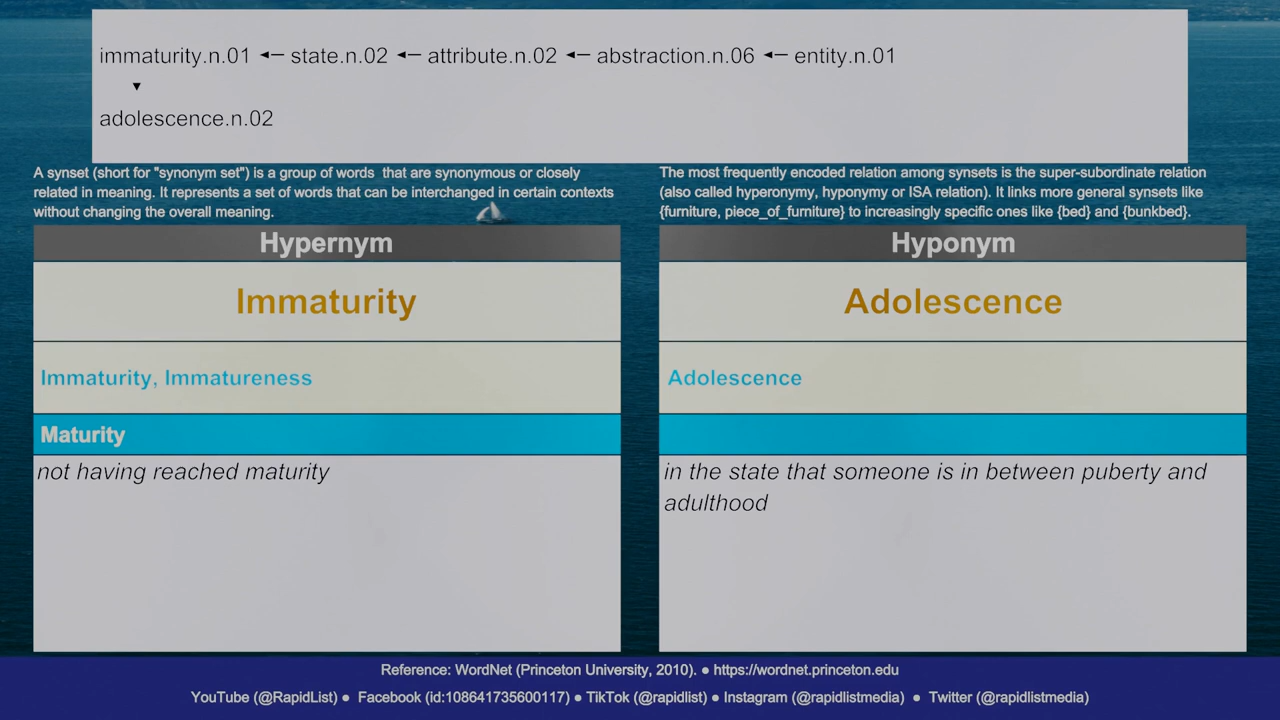 immaturity.n.01 ◄─ state.n.02 ◄─ attribute.n.02 ◄─ abstraction.n.06 ◄─ entity.n.01
▼
adolescence.n.02
A synset (short for "synonym set") is a group of words that are synonymous or closely
related in meaning. It represents a set of words that can be interchanged in certain contexts
without changing the overall meaning.
The most frequently encoded relation among synsets is the super-subordinate relation
(also called hyperonymy, hyponymy or ISA relation). It links more general synsets like
{furniture, piece_of_furniture} to increasingly specific ones like {bed} and {bunkbed}.
Hypernym
Immaturity
Immaturity, Immatureness
Maturity
not having reached maturity
Hyponym
Adolescence
Adolescence
in the state that someone is in between puberty and
adulthood
Reference: WordNet (Princeton University, 2010). ● https://wordnet.princeton.edu
YouTube (@RapidList) ● Facebook (id:108641735600117) ● TikTok (@rapidlist) ● Instagram (@rapidlistmedia) ● Twitter (@rapidlistmedia)